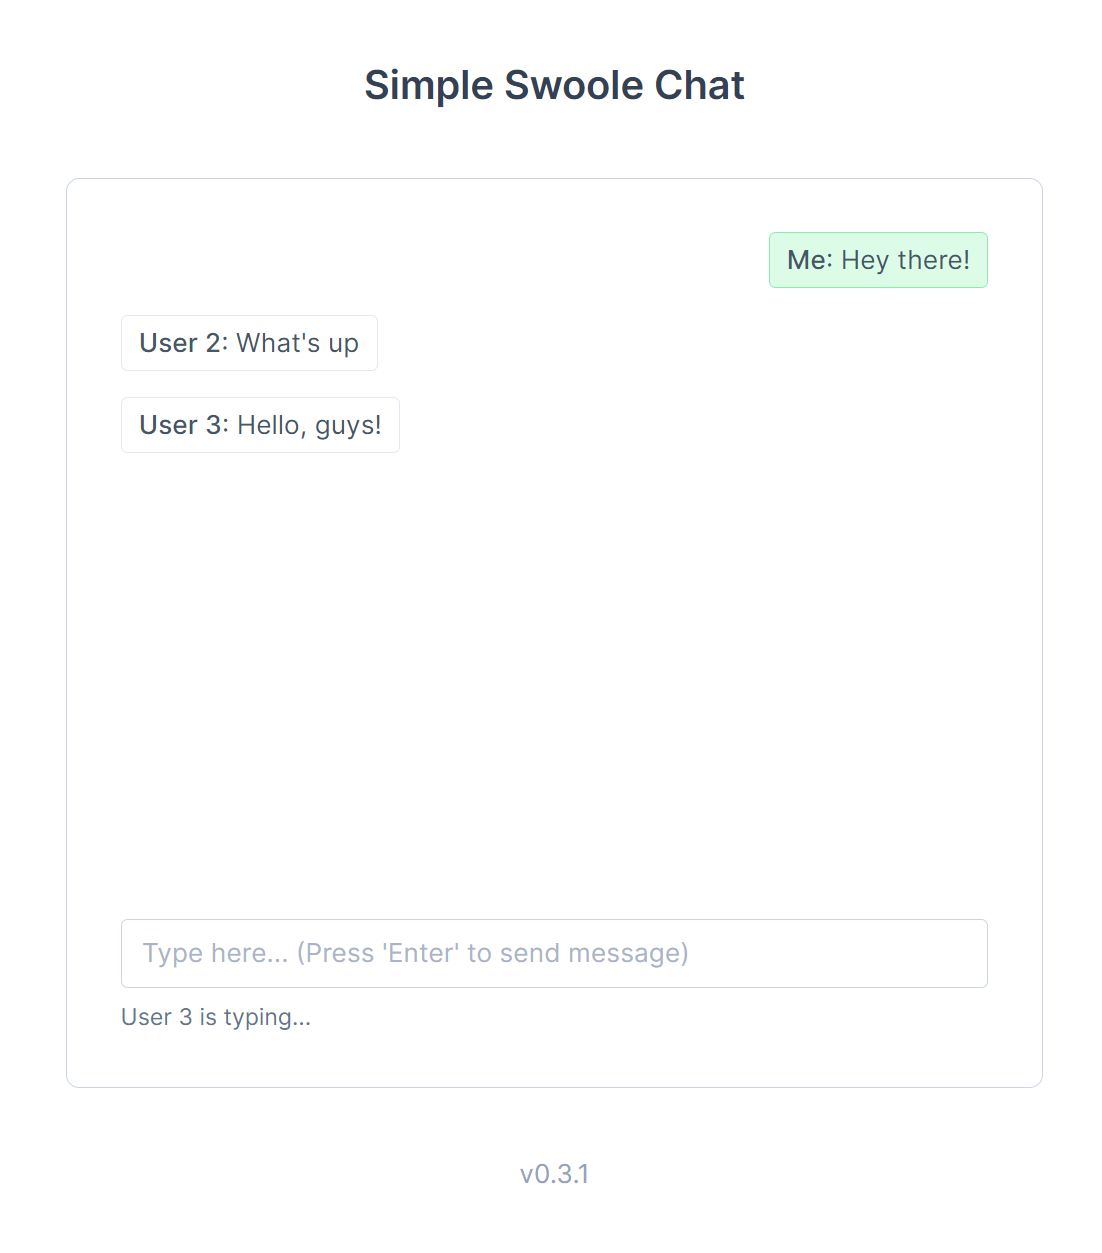 Simple Swoole Chat
Me: Hey there!
User 2: What's up
User 3: Hello, guys!
Type here... (Press 'Enter' to send message)
User 3 is typing...
v0.3.1